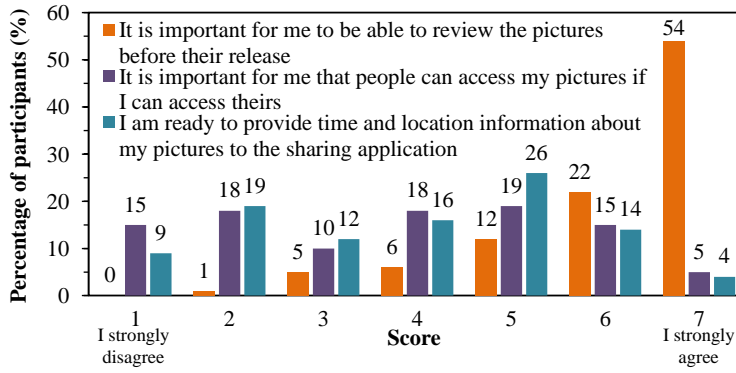 Percentage of participants (%)
60
50
40
30
20
10
0
It is important for me to be able to review the pictures
before their release
It is important for me that people can access my pictures if
I can access theirs
I am ready to provide time and location information about
my pictures to the sharing application
0 15 9
1 18 19
5 10 12
6 18 16
12 19 26
22 15 14
54 5 4
1 2 3 4 5 6 7
I strongly
disagree
Score
I strongly
agree